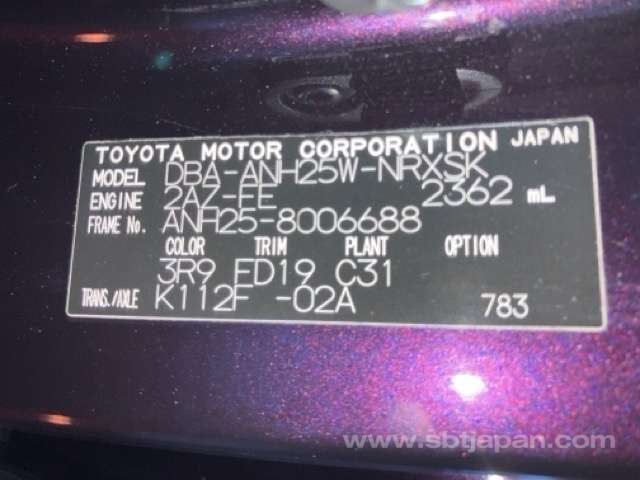 TOYOTA MOTOR CORPORATION JAPAN
MODEL DBA-ANH25W-NRXSK
ENGINE 2AZ-FE 2362 mL
FRAME No. ANH25-8006688
COLOR TRIM PLANT OPTION
3R9 FD19 C31
TRANS./AXLE K112F -02A 783
www.sbtjapan.com